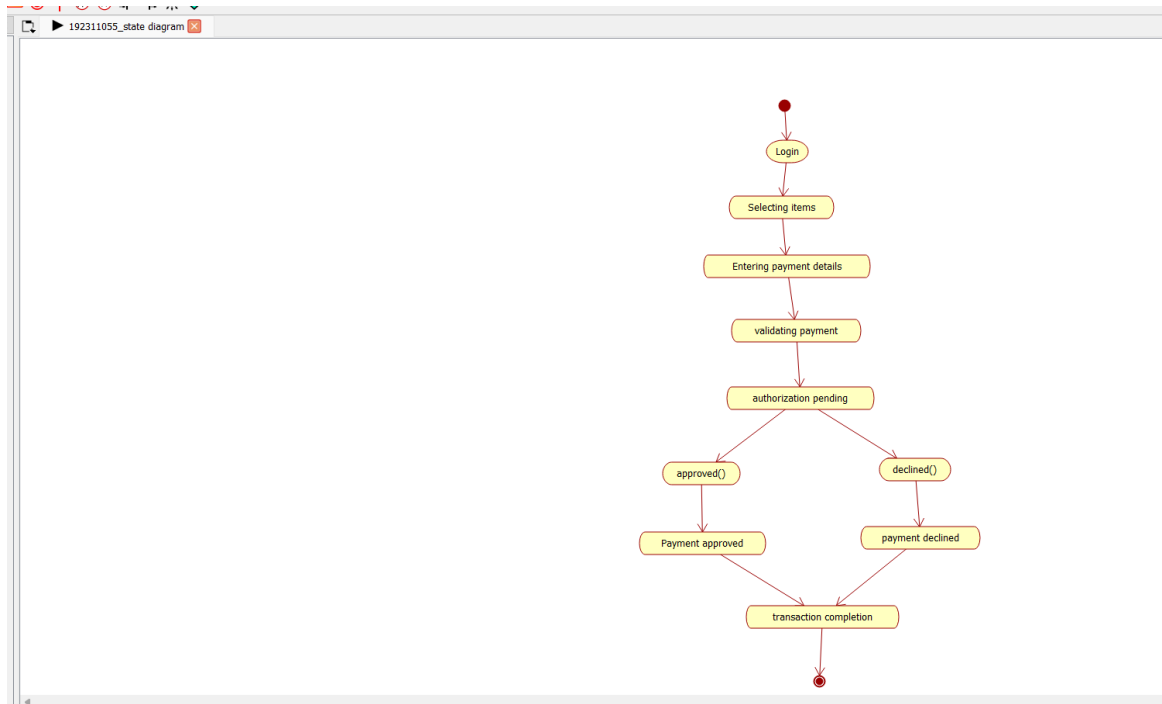 192311055_state diagram
Login
Selecting items
Entering payment details
validating payment
authorization pending
approved()
declined()
Payment approved
payment declined
transaction completion